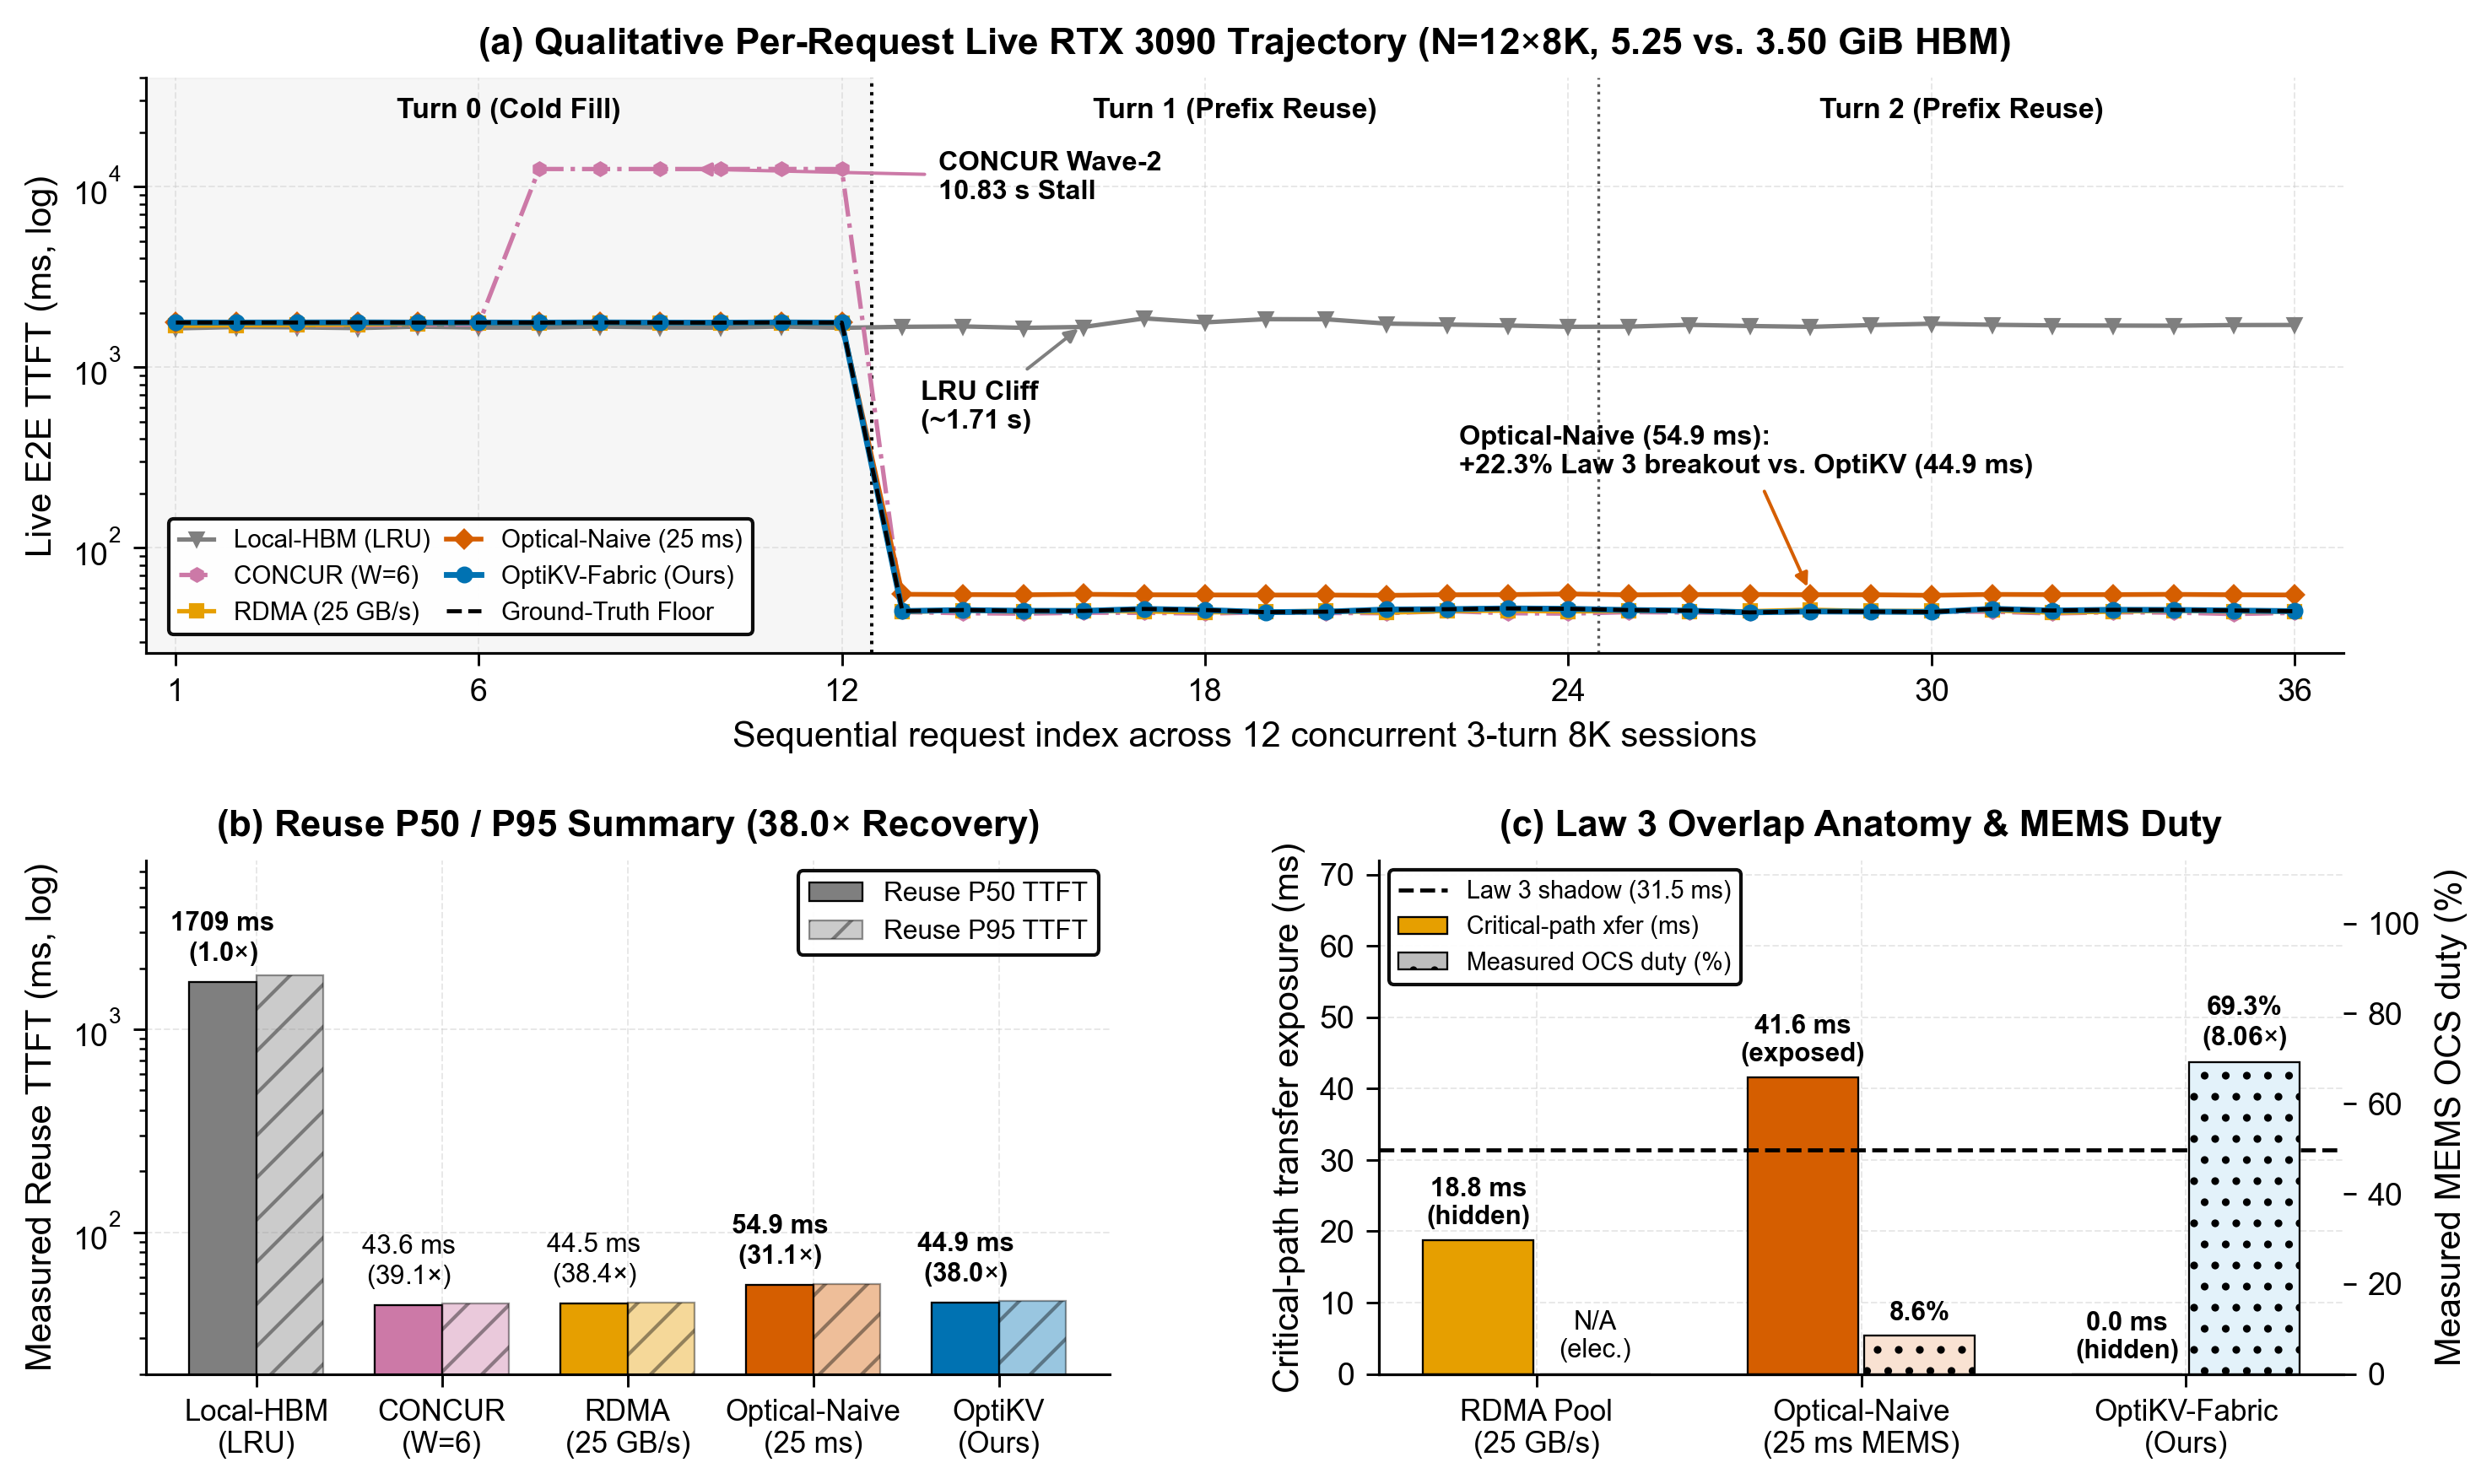 (a) Qualitative Per-Request Live RTX 3090 Trajectory (N=12×8K, 5.25 vs. 3.50 GiB HBM)
Turn 0 (Cold Fill)
Turn 1 (Prefix Reuse)
Turn 2 (Prefix Reuse)
CONCUR Wave-2
10.83 s Stall
LRU Cliff
(~1.71 s)
Optical-Naive (54.9 ms):
+22.3% Law 3 breakout vs. OptiKV (44.9 ms)
Live E2E TTFT (ms, log)
10^4
10^3
10^2
Local-HBM (LRU)
CONCUR (W=6)
RDMA (25 GB/s)
Optical-Naive (25 ms)
OptiKV-Fabric (Ours)
Ground-Truth Floor
1 6 12 18 24 30 36
Sequential request index across 12 concurrent 3-turn 8K sessions
(b) Reuse P50 / P95 Summary (38.0× Recovery)
Measured Reuse TTFT (ms, log)
10^3
10^2
Reuse P50 TTFT
Reuse P95 TTFT
1709 ms
(1.0×)
43.6 ms
(39.1×)
44.5 ms
(38.4×)
54.9 ms
(31.1×)
44.9 ms
(38.0×)
Local-HBM
(LRU)
CONCUR
(W=6)
RDMA
(25 GB/s)
Optical-Naive
(25 ms)
OptiKV
(Ours)
(c) Law 3 Overlap Anatomy & MEMS Duty
Critical-path transfer exposure (ms)
70
60
50
40
30
20
10
0
Law 3 shadow (31.5 ms)
Critical-path xfer (ms)
Measured OCS duty (%)
18.8 ms
(hidden)
N/A
(elec.)
41.6 ms
(exposed)
8.6%
0.0 ms
(hidden)
69.3%
(8.06×)
100
80
60
40
20
0
Measured MEMS OCS duty (%)
RDMA Pool
(25 GB/s)
Optical-Naive
(25 ms MEMS)
OptiKV-Fabric
(Ours)